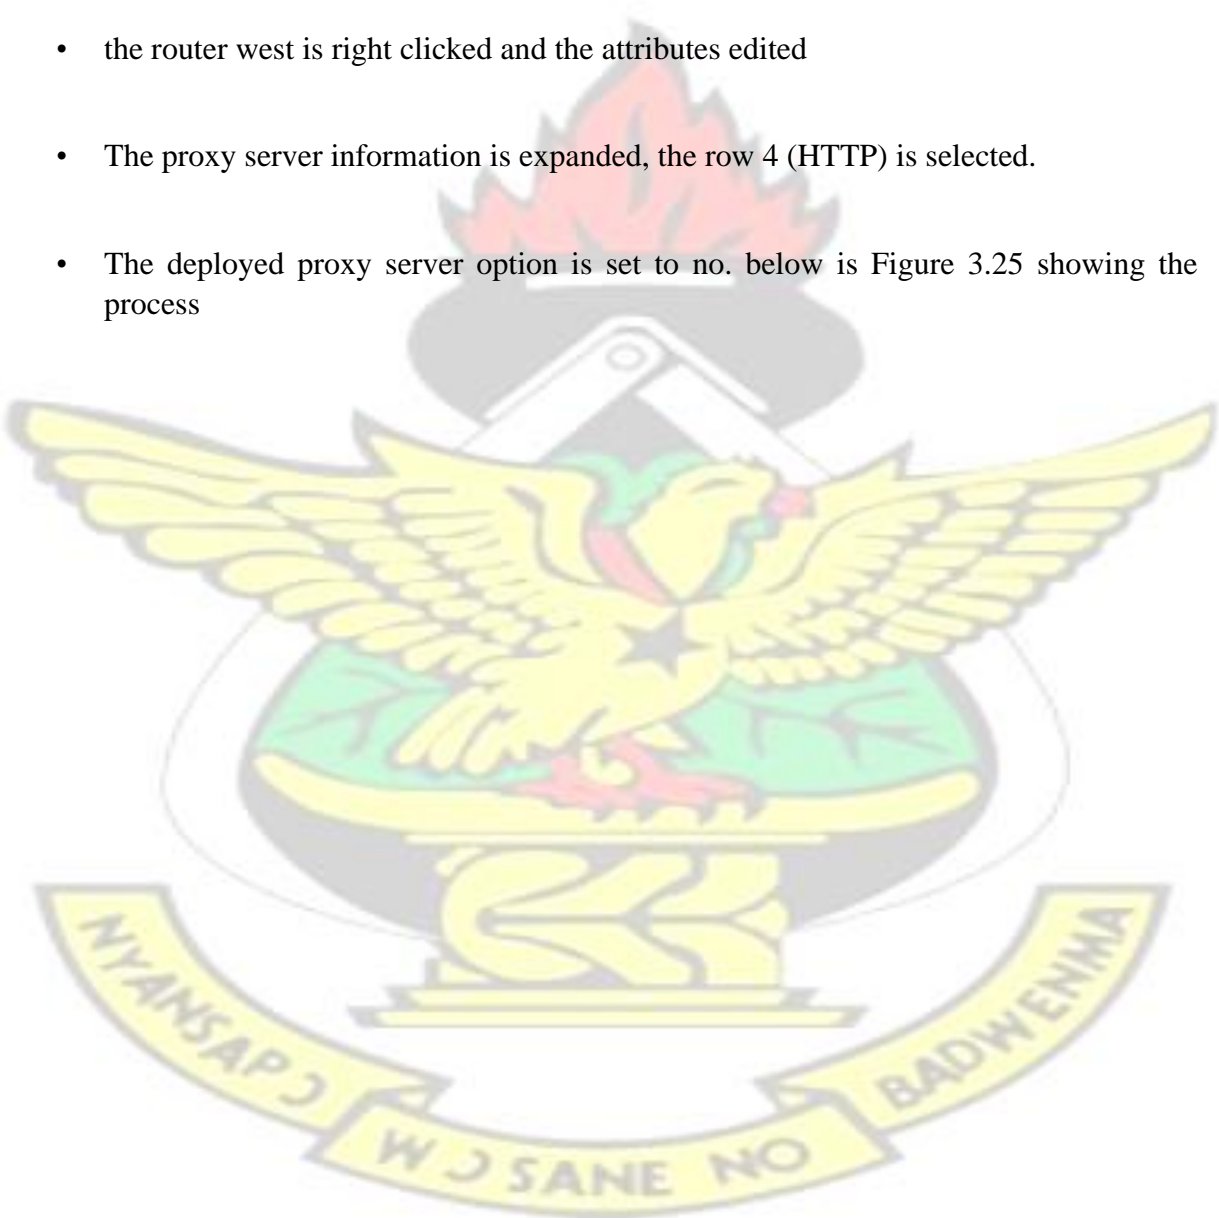 • the router west is right clicked and the attributes edited
• The proxy server information is expanded, the row 4 (HTTP) is selected.
• The deployed proxy server option is set to no. below is Figure 3.25 showing the
process
NYANSAPƆ
WƆ SANE NO
BADWENMA